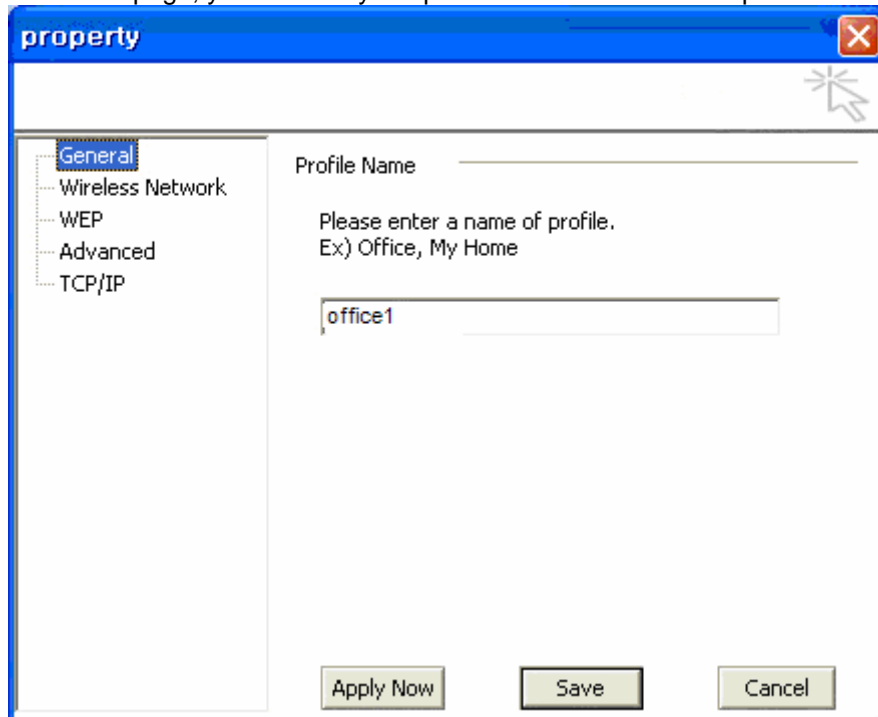 property
General
Wireless Network
WEP
Advanced
TCP/IP
Profile Name
Please enter a name of profile.
Ex) Office, My Home
office1
Apply Now
Save
Cancel